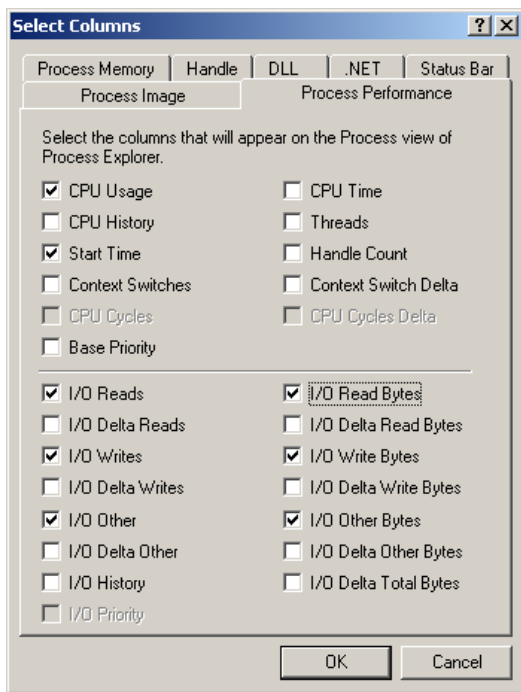 Select Columns
Process Memory Handle DLL .NET Status Bar
Process Image Process Performance
Select the columns that will appear on the Process view of
Process Explorer.
CPU Usage CPU Time
CPU History Threads
Start Time Handle Count
Context Switches Context Switch Delta
CPU Cycles CPU Cycles Delta
Base Priority
I/O Reads I/O Read Bytes
I/O Delta Reads I/O Delta Read Bytes
I/O Writes I/O Write Bytes
I/O Delta Writes I/O Delta Write Bytes
I/O Other I/O Other Bytes
I/O Delta Other I/O Delta Other Bytes
I/O History I/O Delta Total Bytes
I/O Priority
OK Cancel